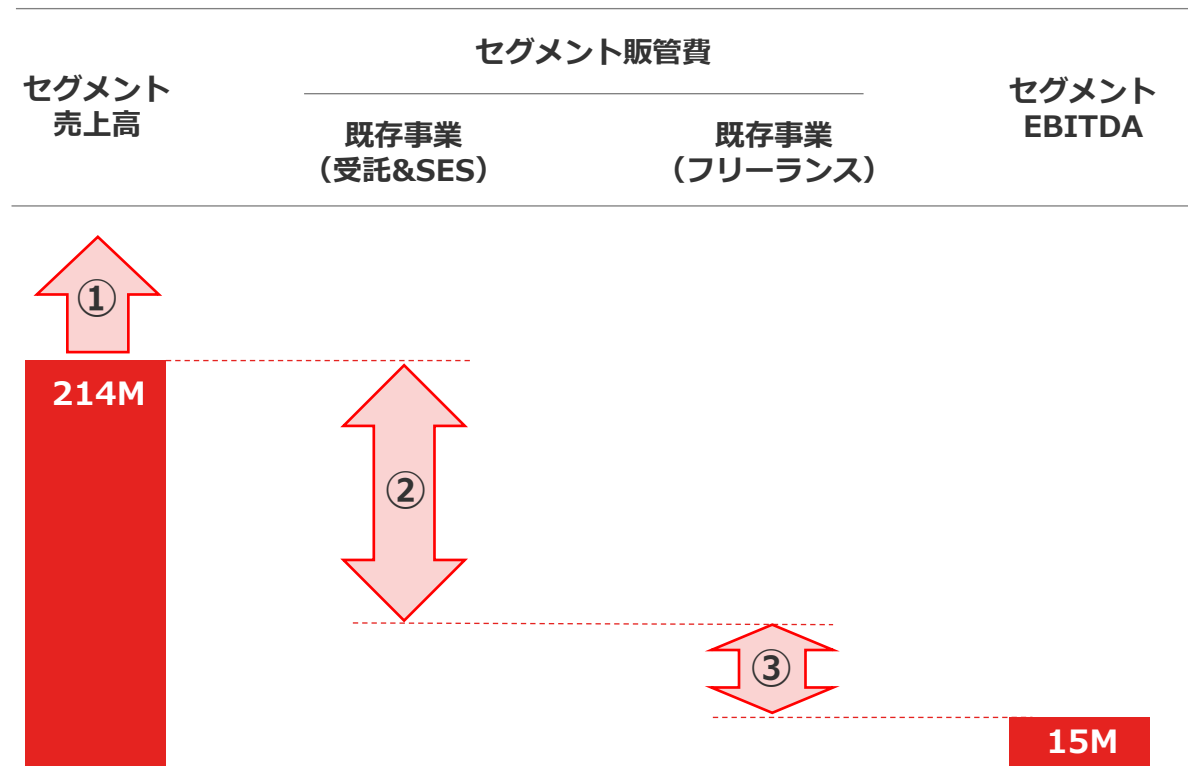 セグメント
売上高
セグメント販管費
既存事業
（受託&SES）
既存事業
（フリーランス）
セグメント
EBITDA
①
214M
②
③
15M